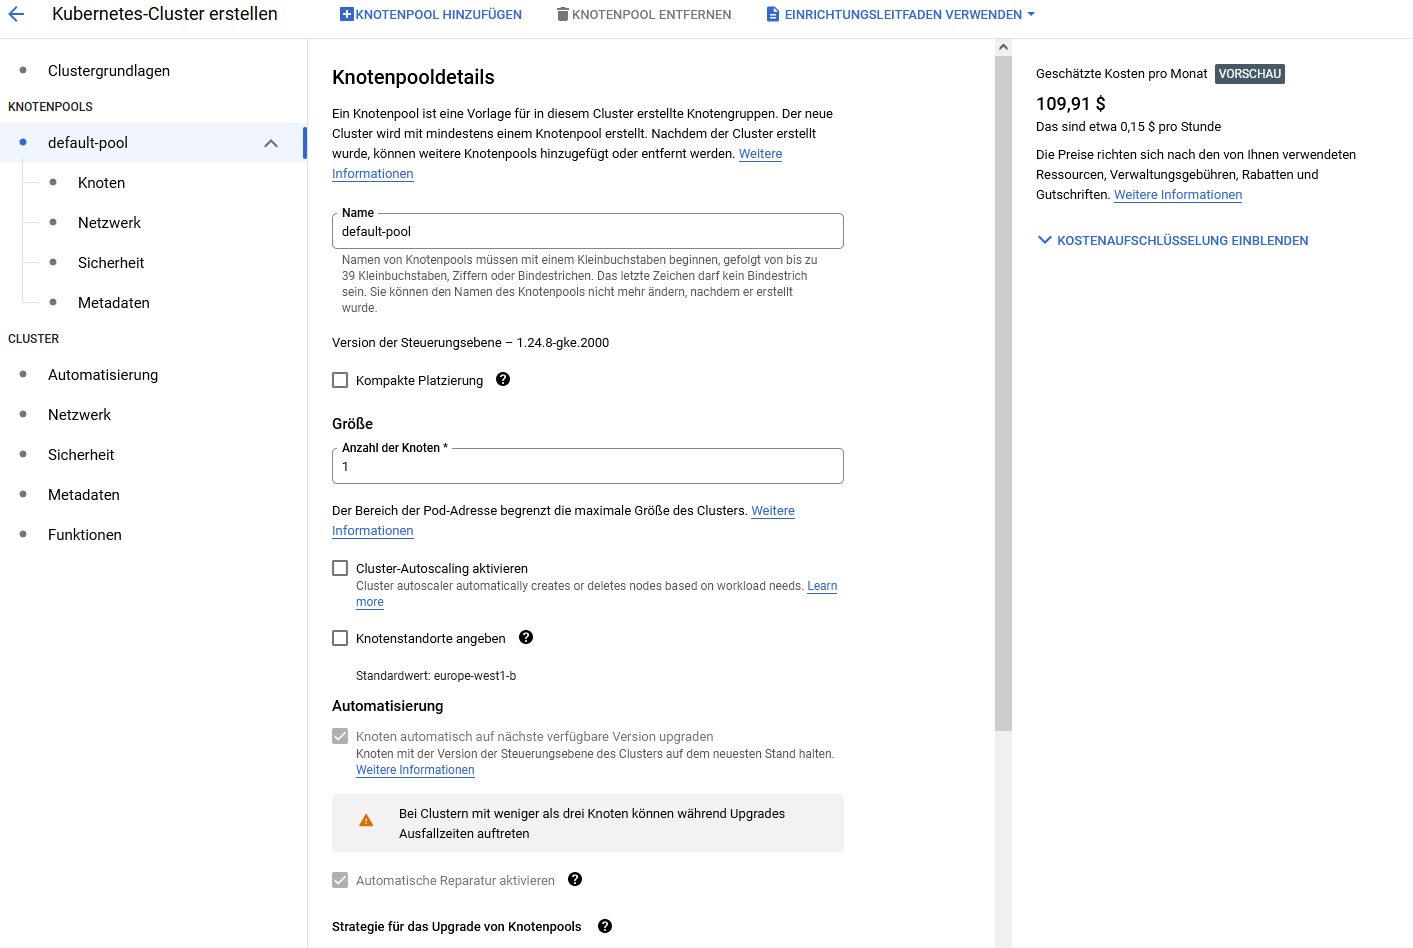 Kubernetes-Cluster erstellen
KNOTENPOOL HINZUFÜGEN
KNOTENPOOL ENTFERNEN
EINRICHTUNGSLEITFADEN VERWENDEN
Clustergrundlagen
KNOTENPOOLS
default-pool
Knoten
Netzwerk
Sicherheit
Metadaten
CLUSTER
Automatisierung
Netzwerk
Sicherheit
Metadaten
Funktionen
Knotenpooldetails
Ein Knotenpool ist eine Vorlage für in diesem Cluster erstellte Knotengruppen. Der neue
Cluster wird mit mindestens einem Knotenpool erstellt. Nachdem der Cluster erstellt
wurde, können weitere Knotenpools hinzugefügt oder entfernt werden. Weitere
Informationen
Name
default-pool
Namen von Knotenpools müssen mit einem Kleinbuchstaben beginnen, gefolgt von bis zu
39 Kleinbuchstaben, Ziffern oder Bindestrichen. Das letzte Zeichen darf kein Bindestrich
sein. Sie können den Namen des Knotenpools nicht mehr ändern, nachdem er erstellt
wurde.
Version der Steuerungsebene – 1.24.8-gke.2000
Kompakte Platzierung
Größe
Anzahl der Knoten *
1
Der Bereich der Pod-Adresse begrenzt die maximale Größe des Clusters. Weitere
Informationen
Cluster-Autoscaling aktivieren
Cluster autoscaler automatically creates or deletes nodes based on workload needs. Learn
more
Knotenstandorte angeben
Standardwert: europe-west1-b
Automatisierung
Knoten automatisch auf nächste verfügbare Version upgraden
Knoten mit der Version der Steuerungsebene des Clusters auf dem neuesten Stand halten.
Weitere Informationen
Bei Clustern mit weniger als drei Knoten können während Upgrades
Ausfallzeiten auftreten
Automatische Reparatur aktivieren
Strategie für das Upgrade von Knotenpools
Geschätzte Kosten pro Monat VORSCHAU
109,91 $
Das sind etwa 0,15 $ pro Stunde
Die Preise richten sich nach den von Ihnen verwendeten
Ressourcen, Verwaltungsgebühren, Rabatten und
Gutschriften. Weitere Informationen
KOSTENAUFSCHLÜSSELUNG EINBLENDEN